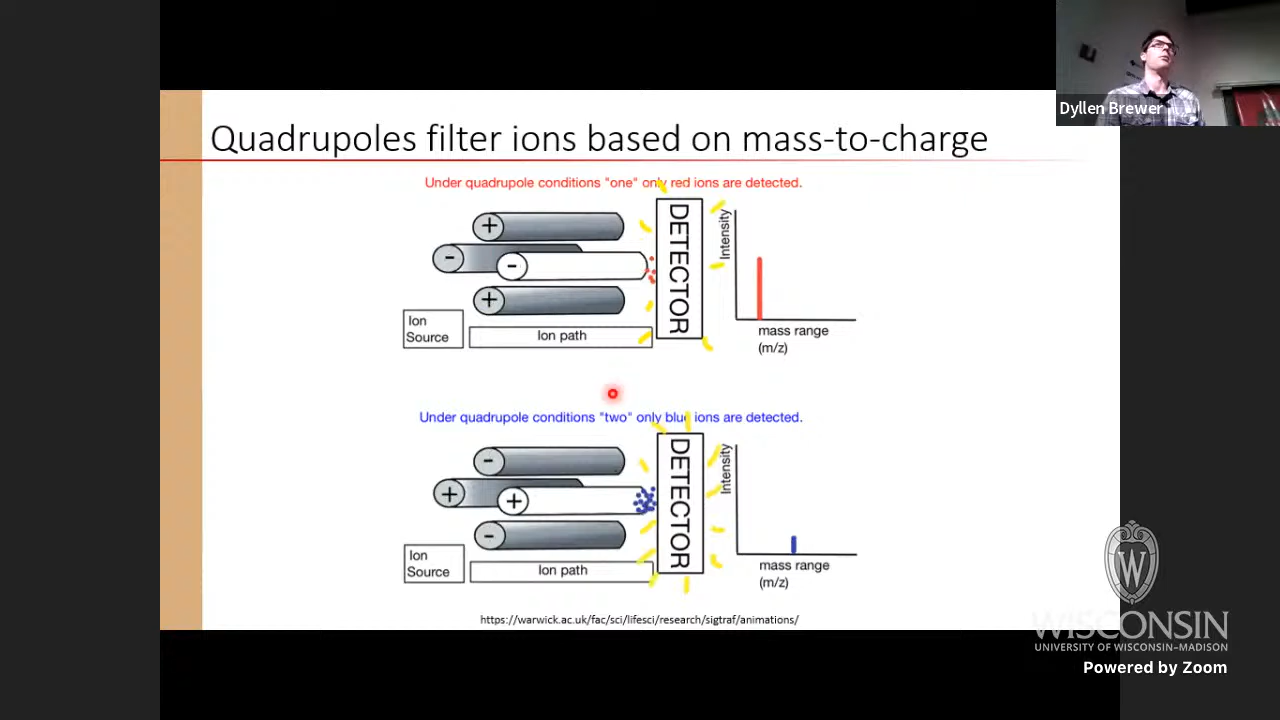 Dyllen Brewer
Quadrupoles filter ions based on mass-to-charge
Under quadrupole conditions "one" only red ions are detected.
+
-
-
+
DETECTOR
Intensity
Ion
Source
Ion path
mass range
(m/z)
Under quadrupole conditions "two" only blue ions are detected.
-
+
+
-
DETECTOR
Intensity
Ion
Source
Ion path
mass range
(m/z)
https://warwick.ac.uk/fac/sci/lifesci/research/sigtraf/animations/
W
WISCONSIN
UNIVERSITY OF WISCONSIN–MADISON
Powered by Zoom